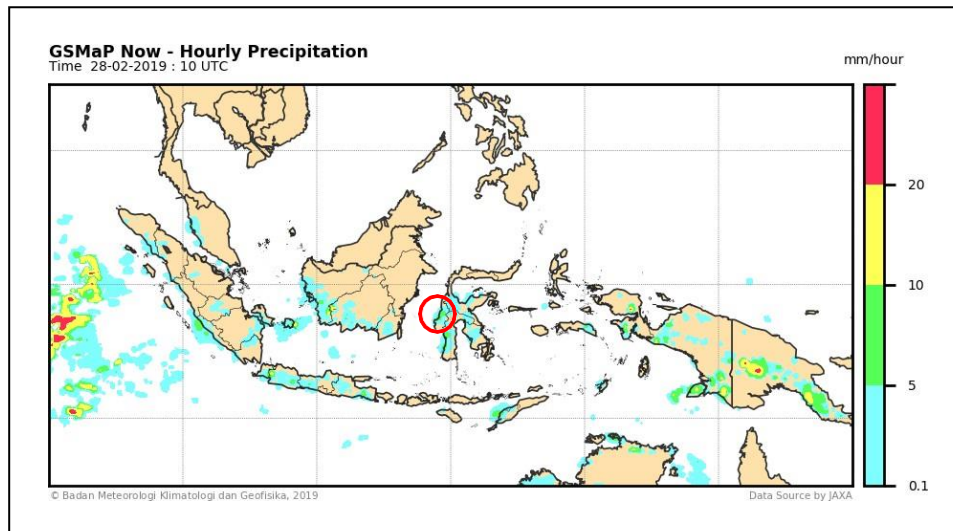 GSMaP Now - Hourly Precipitation
Time 28-02-2019 : 10 UTC
mm/hour
20
10
5
0.1
© Badan Meteorologi Klimatologi dan Geofisika, 2019
Data Source by JAXA